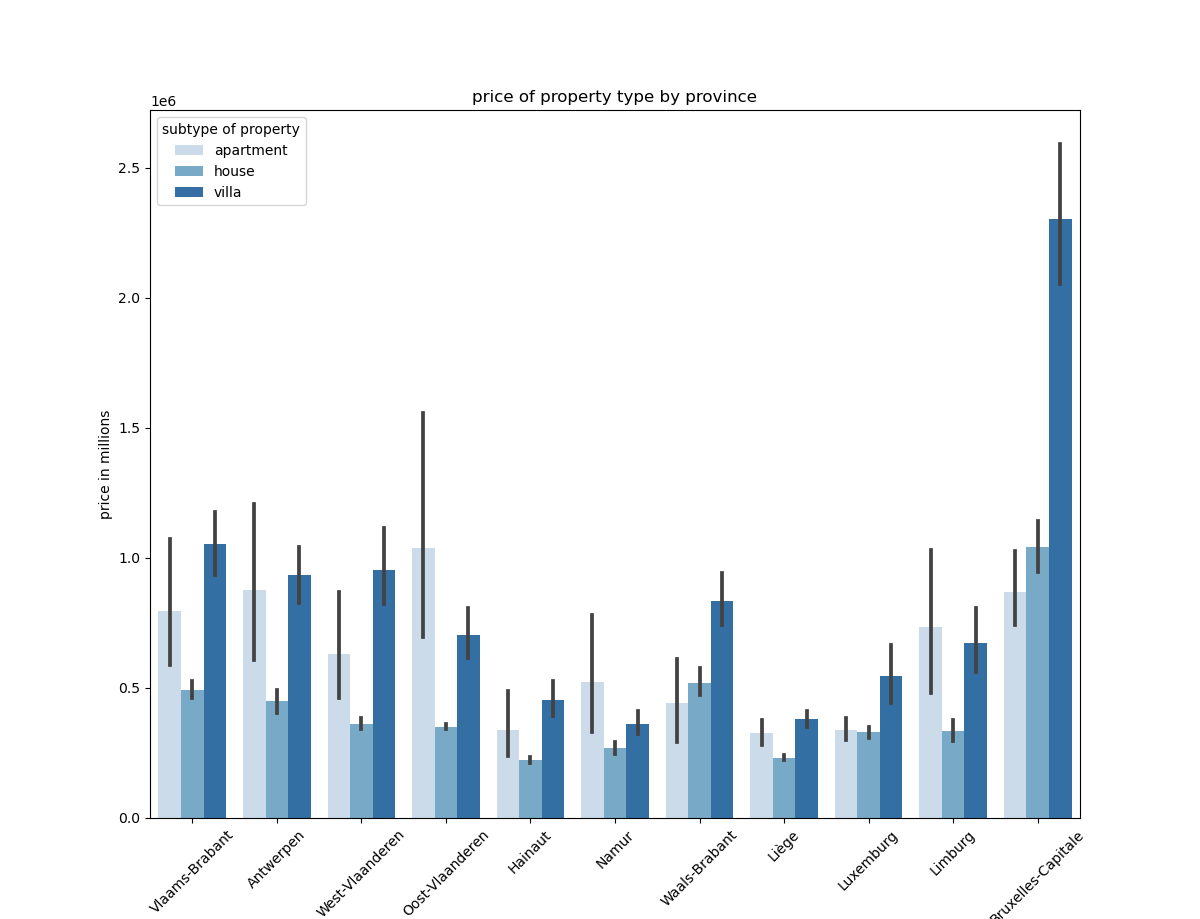 price of property type by province
1e6
subtype of property
apartment
house
villa
2.5
2.0
1.5
1.0
0.5
0.0
price in millions
Vlaams-Brabant
Antwerpen
West-Vlaanderen
Oost-Vlaanderen
Hainaut
Namur
Waals-Brabant
Liège
Luxemburg
Limburg
Bruxelles-Capitale